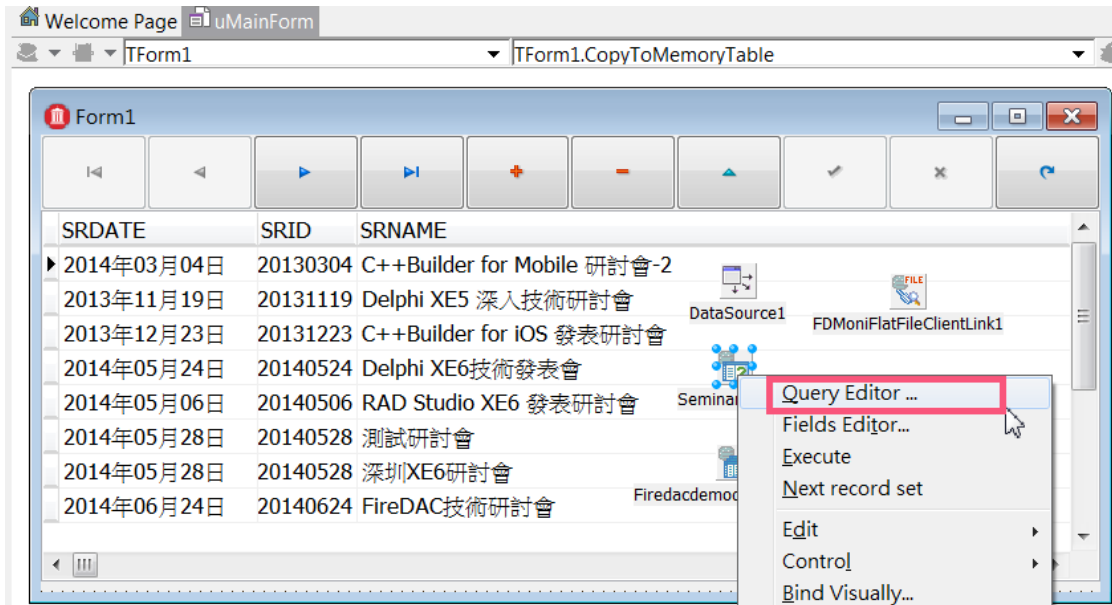 Welcome Page uMainForm
TForm1 TForm1.CopyToMemoryTable
Form1
SRDATE SRID SRNAME
2014年03月04日 20130304 C++Builder for Mobile 研討會-2
2013年11月19日 20131119 Delphi XE5 深入技術研討會
2013年12月23日 20131223 C++Builder for iOS 發表研討會
2014年05月24日 20140524 Delphi XE6技術發表會
2014年05月06日 20140506 RAD Studio XE6 發表研討會
2014年05月28日 20140528 測試研討會
2014年05月28日 20140528 深圳XE6研討會
2014年06月24日 20140624 FireDAC技術研討會
DataSource1
FILE
FDMoniFlatFileClientLink1
Seminar
Firedacdemoc
Query Editor ...
Fields Editor...
Execute
Next record set
Edit
Control
Bind Visually...